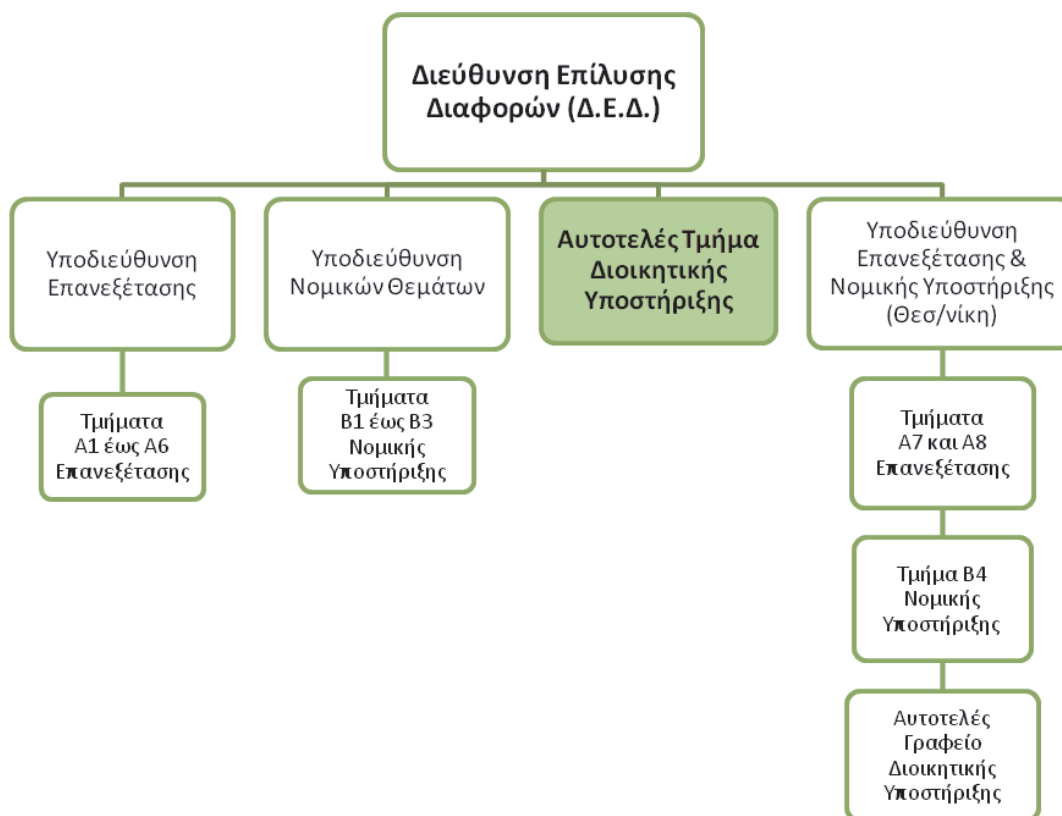 Διεύθυνση Επίλυσης
Διαφορών (Δ.Ε.Δ.)
Υποδιεύθυνση
Επανεξέτασης
Υποδιεύθυνση
Νομικών Θεμάτων
Αυτοτελές Τμήμα
Διοικητικής
Υποστήριξης
Υποδιεύθυνση
Επανεξέτασης &
Νομικής Υποστήριξης
(Θεσ/νίκη)
Τμήματα
Α1 έως Α6
Επανεξέτασης
Τμήματα
Β1 έως Β3
Νομικής
Υποστήριξης
Τμήματα
Α7 και Α8
Επανεξέτασης
Τμήμα Β4
Νομικής
Υποστήριξης
Αυτοτελές
Γραφείο
Διοικητικής
Υποστήριξης